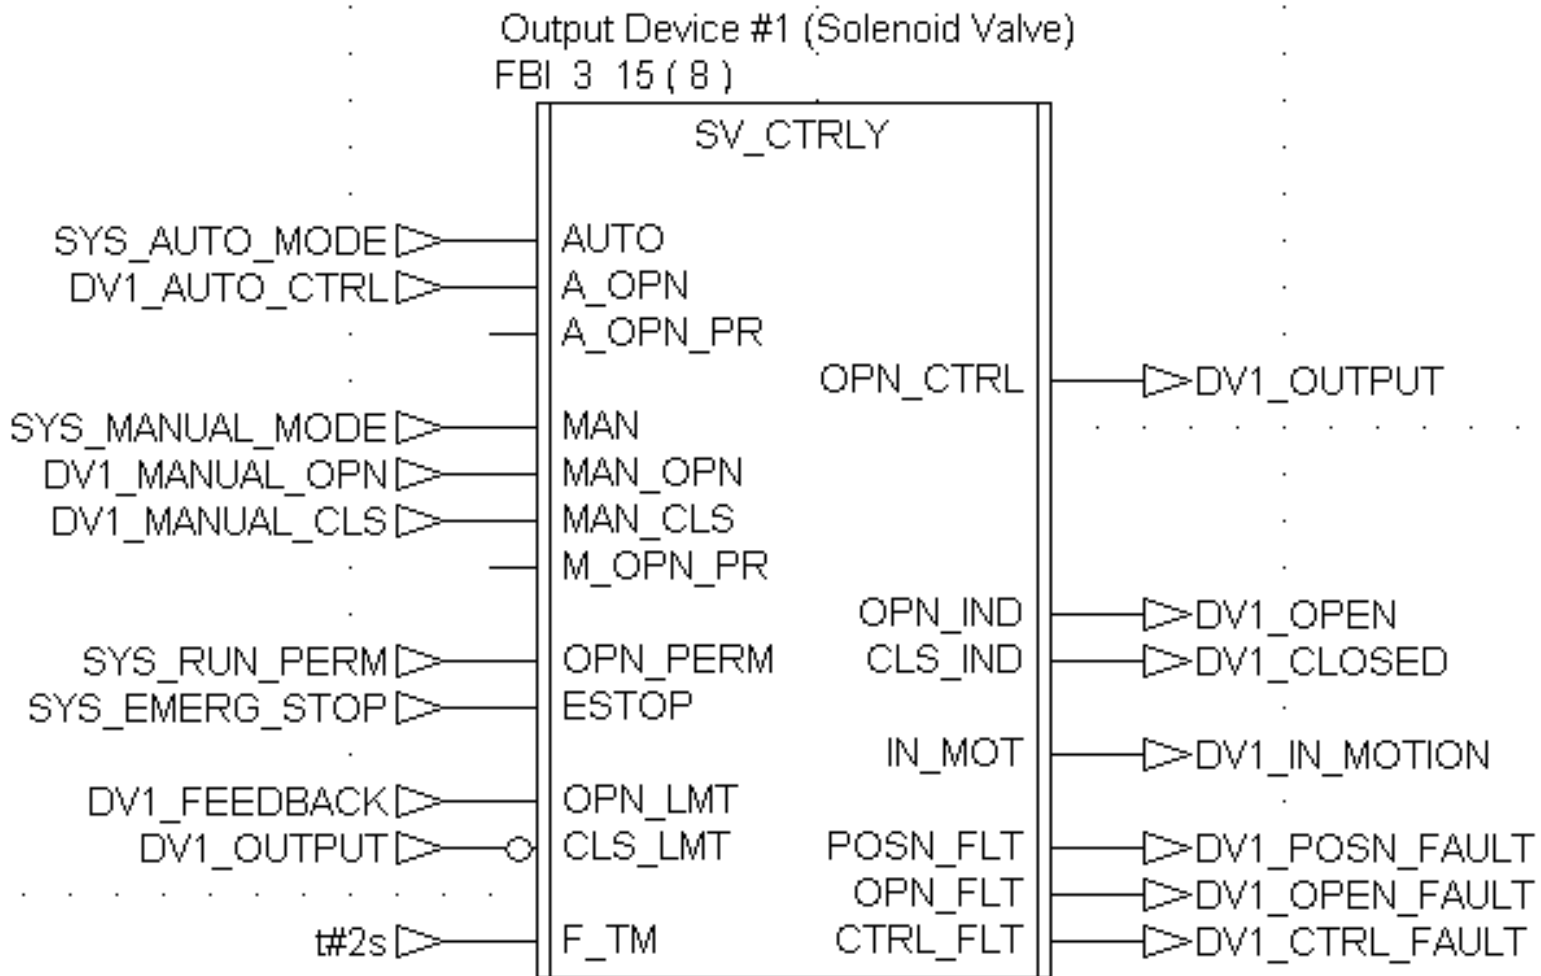 Output Device #1 (Solenoid Valve)
FBI 3 15 ( 8 )
SV_CTRLY
SYS_AUTO_MODE AUTO
DV1_AUTO_CTRL A_OPN
A_OPN_PR
OPN_CTRL DV1_OUTPUT
SYS_MANUAL_MODE MAN
DV1_MANUAL_OPN MAN_OPN
DV1_MANUAL_CLS MAN_CLS
M_OPN_PR
OPN_IND DV1_OPEN
SYS_RUN_PERM OPN_PERM CLS_IND DV1_CLOSED
SYS_EMERG_STOP ESTOP
IN_MOT DV1_IN_MOTION
DV1_FEEDBACK OPN_LMT
DV1_OUTPUT CLS_LMT POSN_FLT DV1_POSN_FAULT
OPN_FLT DV1_OPEN_FAULT
t#2s F_TM CTRL_FLT DV1_CTRL_FAULT